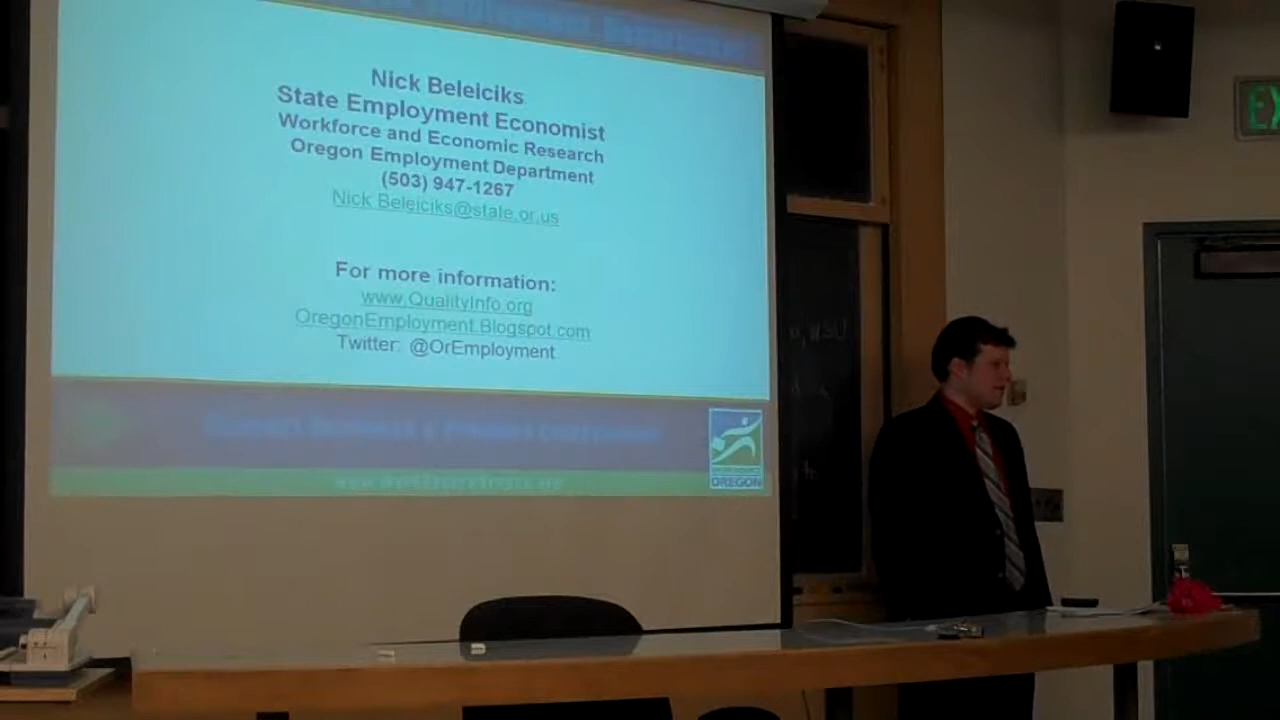 Nick Beleiciks
State Employment Economist
Workforce and Economic Research
Oregon Employment Department
(503) 947-1267
Nick.Beleiciks@state.or.us
For more information:
www.QualityInfo.org
OregonEmployment.Blogspot.com
Twitter: @OrEmployment
OREGON
EX